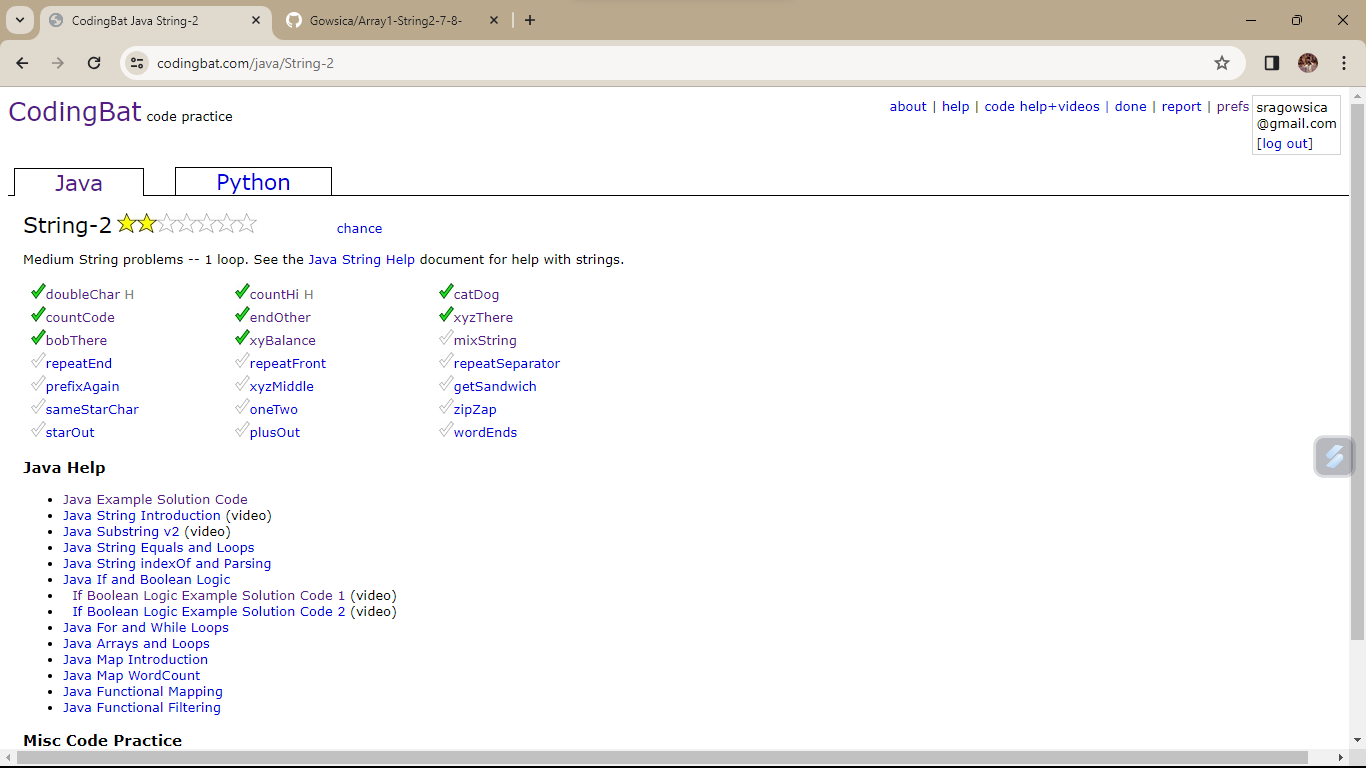 CodingBat Java String-2
Gowsica/Array1-String2-7-8-
codingbat.com/java/String-2
CodingBat code practice
about | help | code help+videos | done | report | prefs
sragowsica
@gmail.com
[log out]
Java
Python
String-2
chance
Medium String problems -- 1 loop. See the Java String Help document for help with strings.
doubleChar H countHi H catDog
countCode endOther xyzThere
bobThere xyBalance mixString
repeatEnd repeatFront repeatSeparator
prefixAgain xyzMiddle getSandwich
sameStarChar oneTwo zipZap
starOut plusOut wordEnds
Java Help
Java Example Solution Code
Java String Introduction (video)
Java Substring v2 (video)
Java String Equals and Loops
Java String indexOf and Parsing
Java If and Boolean Logic
If Boolean Logic Example Solution Code 1 (video)
If Boolean Logic Example Solution Code 2 (video)
Java For and While Loops
Java Arrays and Loops
Java Map Introduction
Java Map WordCount
Java Functional Mapping
Java Functional Filtering
Misc Code Practice